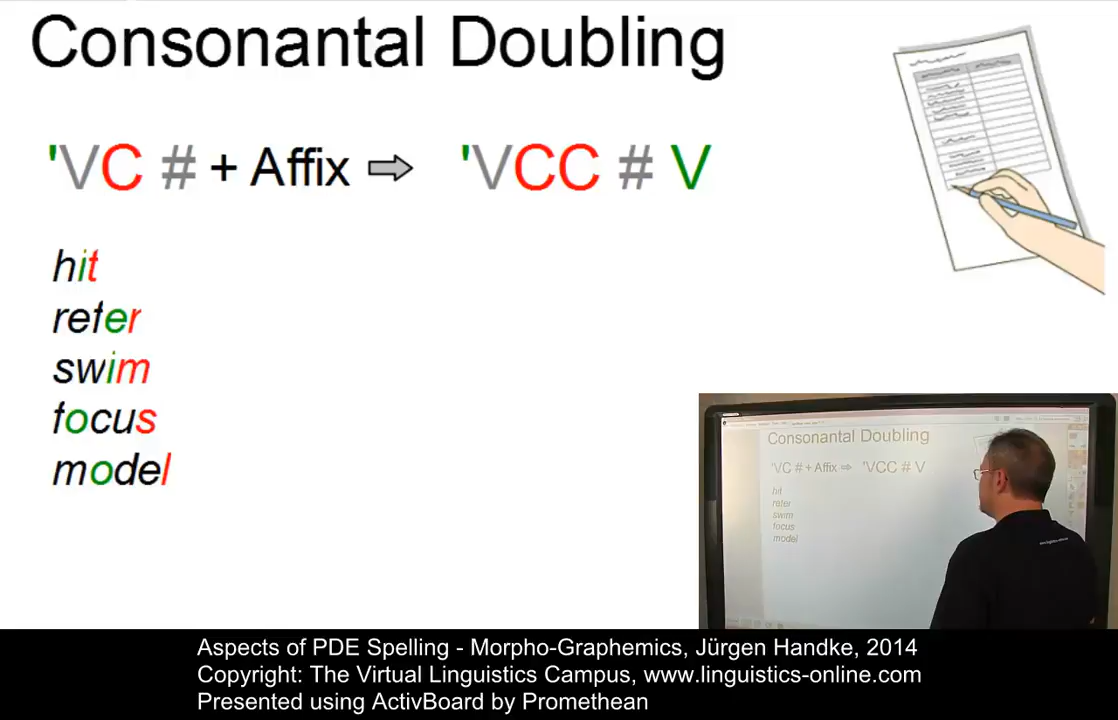 Consonantal Doubling
'VC # + Affix ⇨ 'VCC # V
hit
refer
swim
focus
model
Consonantal Doubling
'VC # + Affix ⇨ 'VCC # V
hit
refer
swim
focus
model
Aspects of PDE Spelling - Morpho-Graphemics, Jürgen Handke, 2014
Copyright: The Virtual Linguistics Campus, www.linguistics-online.com
Presented using ActivBoard by Promethean